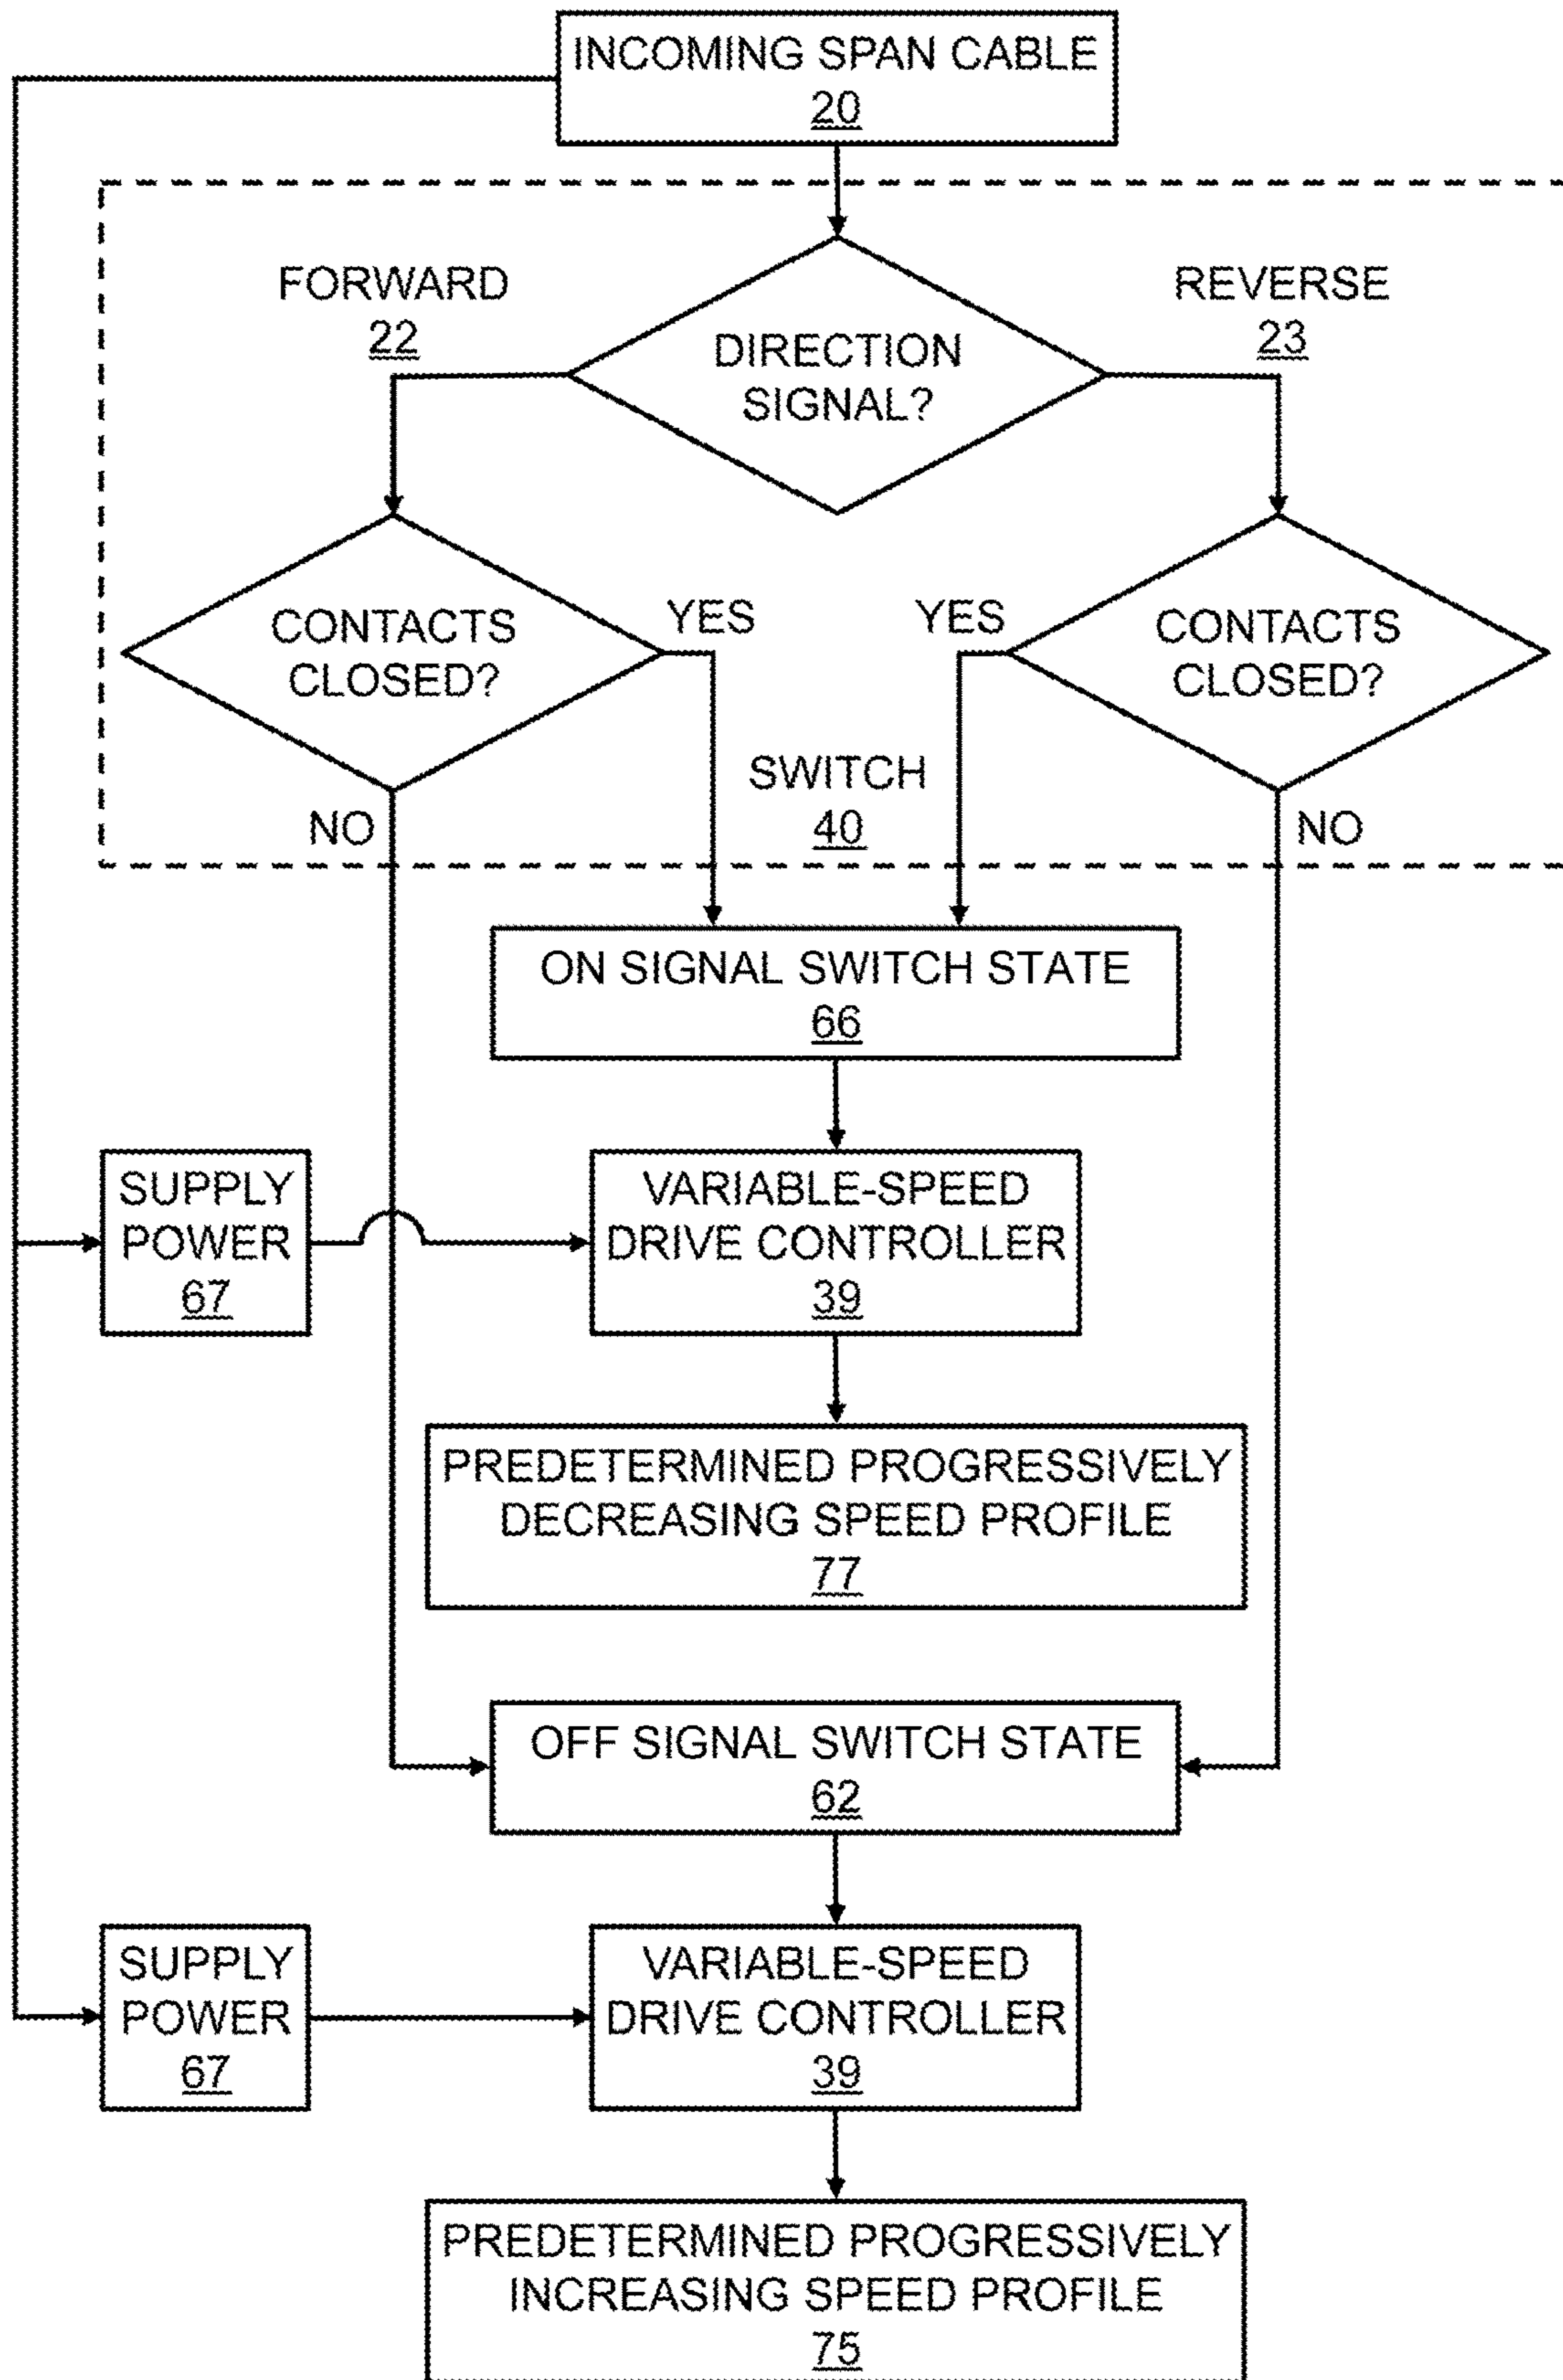 INCOMING SPAN CABLE
20
FORWARD
22
REVERSE
23
DIRECTION
SIGNAL?
CONTACTS
CLOSED?
YES
YES
CONTACTS
CLOSED?
SWITCH
40
NO
NO
ON SIGNAL SWITCH STATE
66
SUPPLY
POWER
67
VARIABLE-SPEED
DRIVE CONTROLLER
39
PREDETERMINED PROGRESSIVELY
DECREASING SPEED PROFILE
77
OFF SIGNAL SWITCH STATE
62
SUPPLY
POWER
67
VARIABLE-SPEED
DRIVE CONTROLLER
39
PREDETERMINED PROGRESSIVELY
INCREASING SPEED PROFILE
75